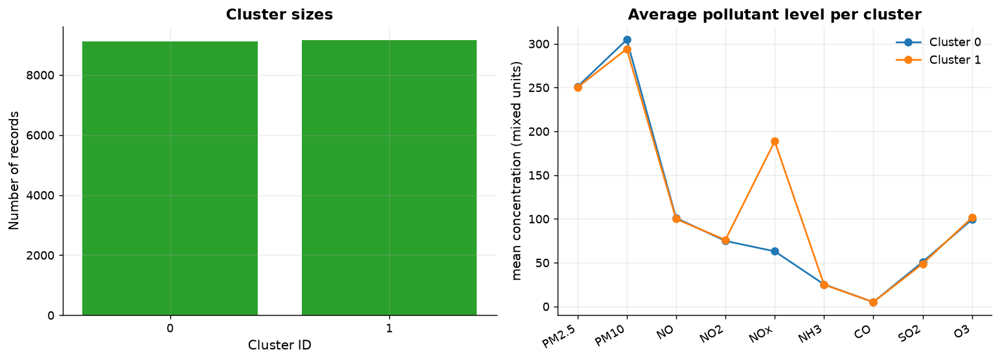 Cluster sizes
Number of records
8000
6000
4000
2000
0
0 1
Cluster ID
Average pollutant level per cluster
mean concentration (mixed units)
300
250
200
150
100
50
0
Cluster 0
Cluster 1
PM2.5 PM10 NO NO2 NOx NH3 CO SO2 O3